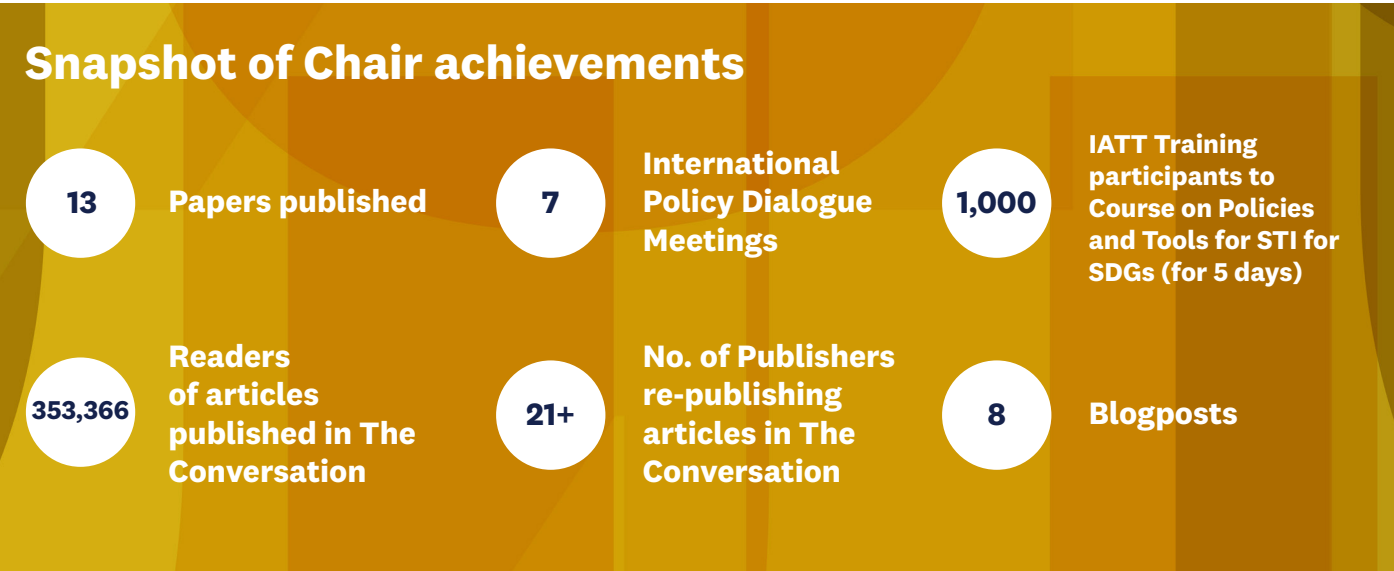 Snapshot of Chair achievements
13
Papers published
7
International
Policy Dialogue
Meetings
1,000
IATT Training
participants to
Course on Policies
and Tools for STI for
SDGs (for 5 days)
353,366
Readers
of articles
published in The
Conversation
21+
No. of Publishers
re-publishing
articles in The
Conversation
8
Blogposts